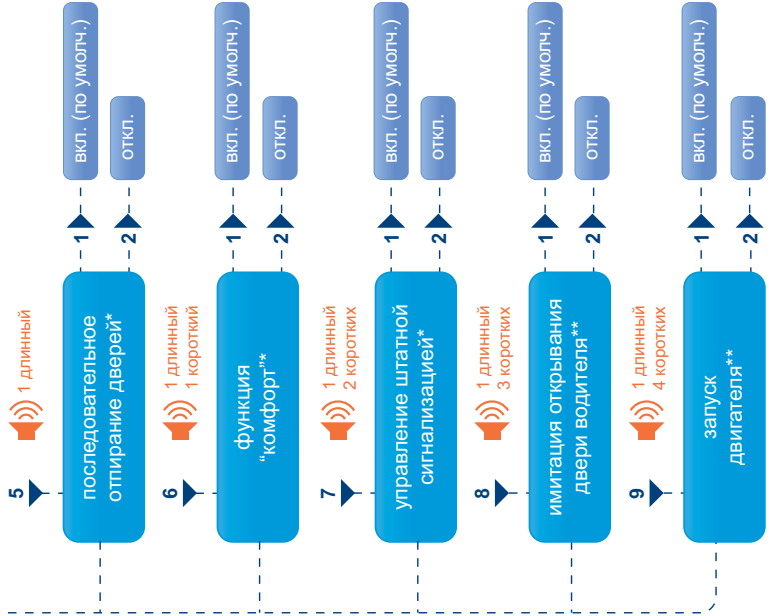 5
1 длинный
последовательное
отпирание дверей*
1
вкл. (по умолч.)
2
откл.
6
1 длинный
1 короткий
функция
“комфорт”*
1
вкл. (по умолч.)
2
откл.
7
1 длинный
2 коротких
управление штатной
сигнализацией*
1
вкл. (по умолч.)
2
откл.
8
1 длинный
3 коротких
имитация открывания
двери водителя**
1
вкл. (по умолч.)
2
откл.
9
1 длинный
4 коротких
запуск
двигателя**
1
вкл. (по умолч.)
2
откл.